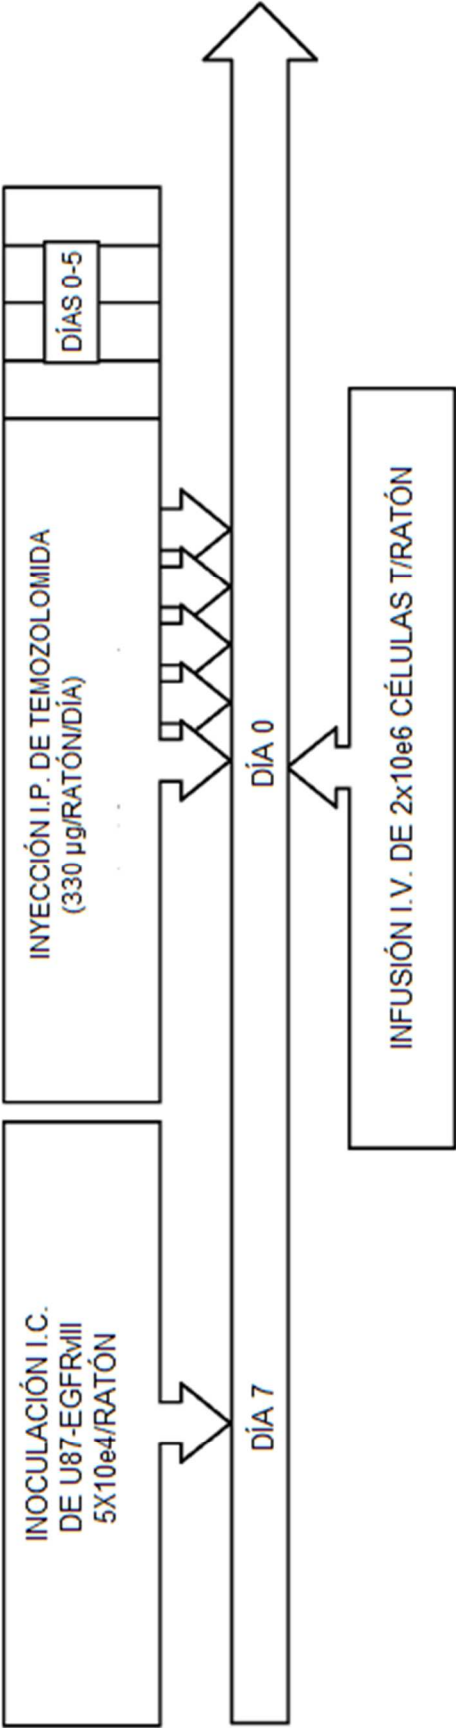 INOCULACIÓN I.C.
DE U87-EGFRvIII
5X10e4/RATÓN
INYECCIÓN I.P. DE TEMOZOLOMIDA
(330 µg/RATÓN/DÍA)
DÍAS 0-5
DÍA 7
DÍA 0
INFUSIÓN I.V. DE 2x10e6 CÉLULAS T/RATÓN